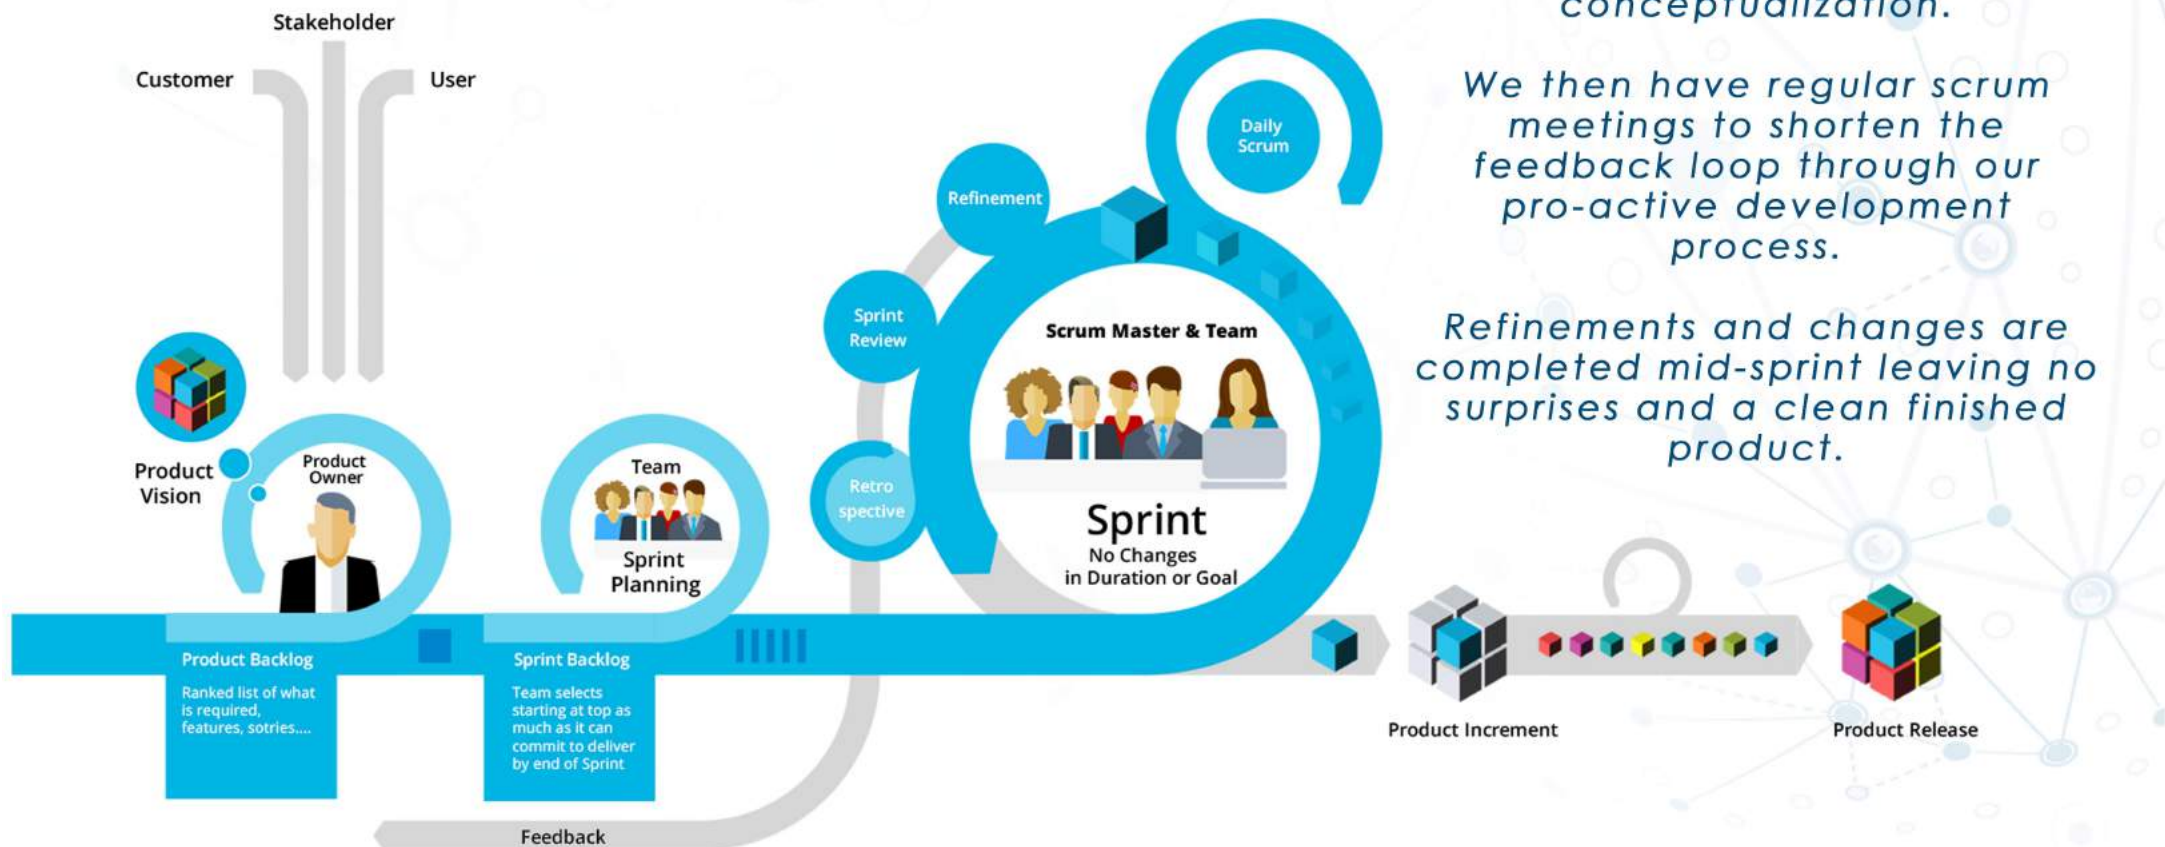 Stakeholder
Customer
User
Product
Vision
Product
Owner
Product Backlog
Ranked list of what
is required,
features, sotries....
Team
Sprint
Planning
Sprint Backlog
Team selects
starting at top as
much as it can
commit to deliver
by end of Sprint
Feedback
Retro
spective
Sprint
Review
Refinement
Daily
Scrum
Scrum Master & Team
Sprint
No Changes
in Duration or Goal
Product Increment
Product Release
conceptualization.
We then have regular scrum
meetings to shorten the
feedback loop through our
pro-active development
process.
Refinements and changes are
completed mid-sprint leaving no
surprises and a clean finished
product.